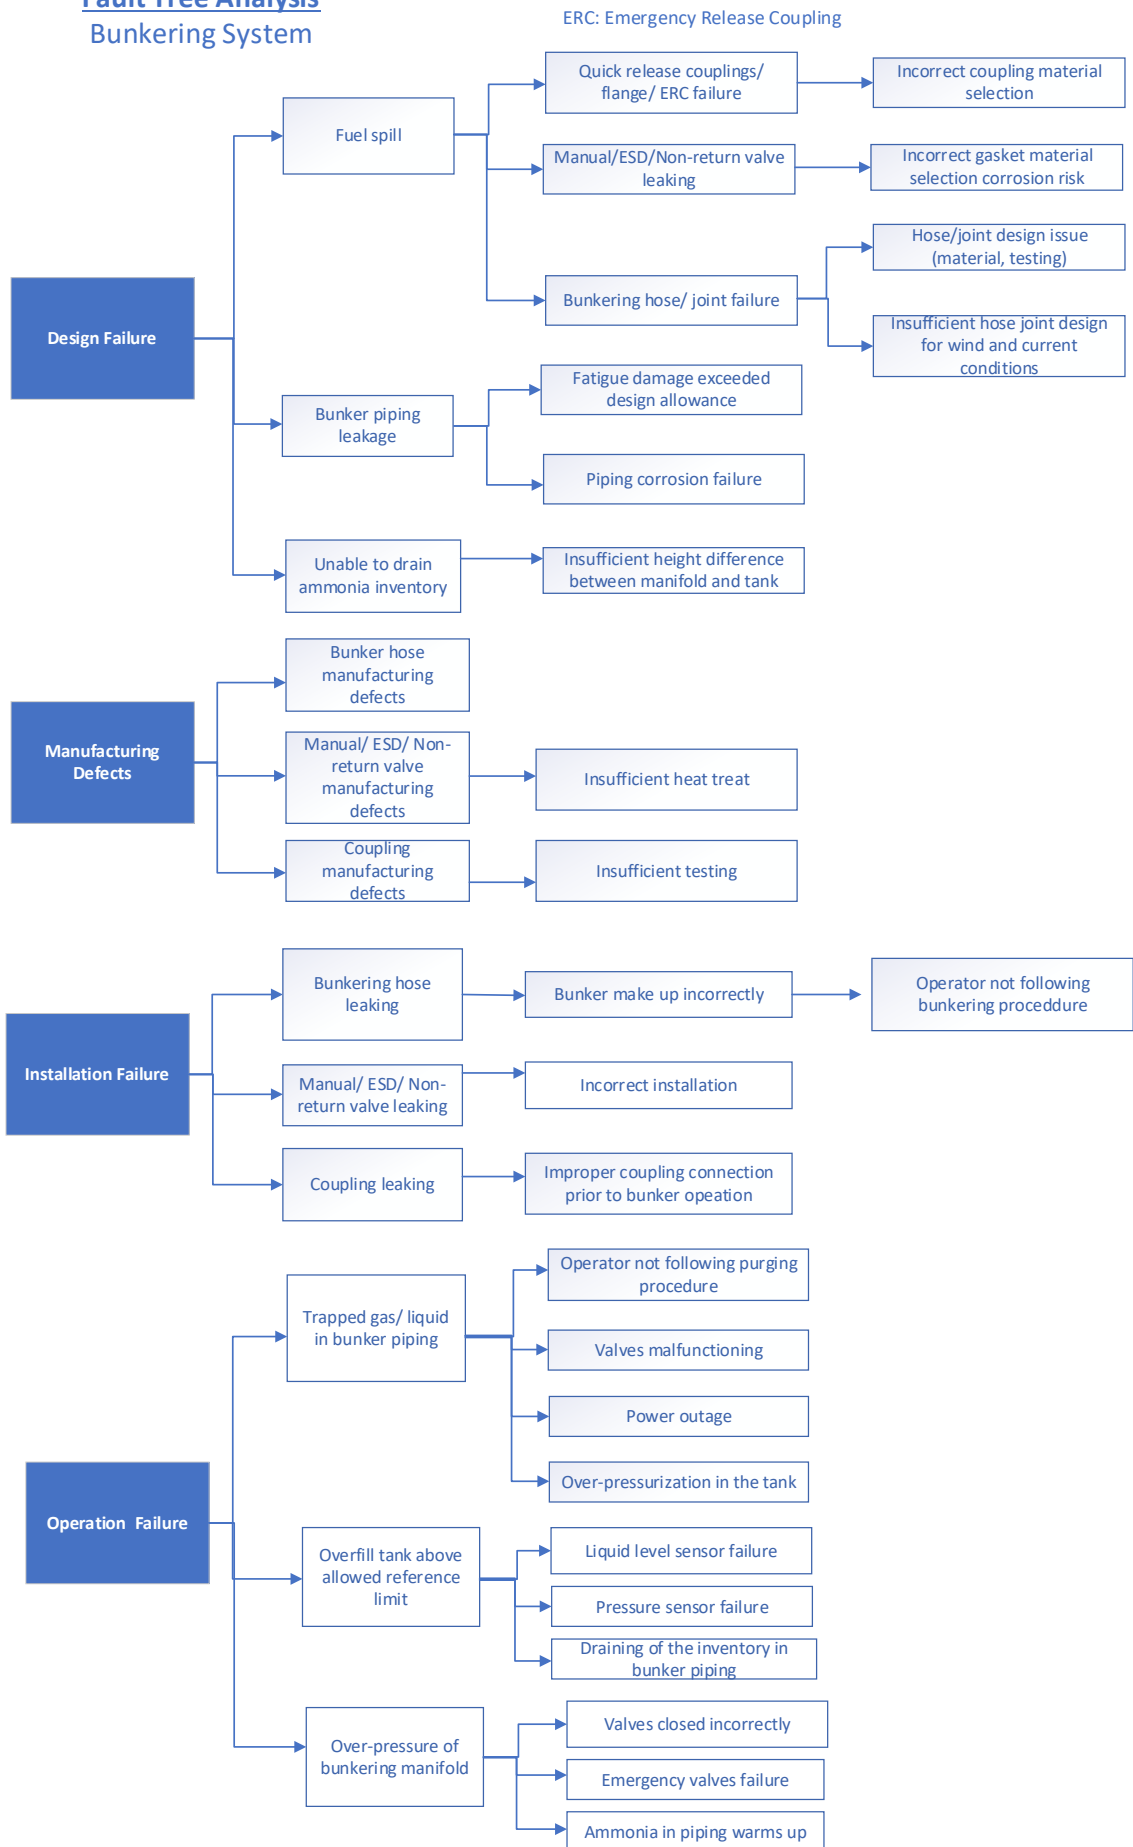 Fault Tree Analysis
Bunkering System
ERC: Emergency Release Coupling
Design Failure
Fuel spill
Quick release couplings/
flange/ ERC failure
Incorrect coupling material
selection
Manual/ESD/Non-return valve
leaking
Incorrect gasket material
selection corrosion risk
Bunkering hose/ joint failure
Hose/joint design issue
(material, testing)
Insufficient hose joint design
for wind and current
conditions
Bunker piping
leakage
Fatigue damage exceeded
design allowance
Piping corrosion failure
Unable to drain
ammonia inventory
Insufficient height difference
between manifold and tank
Manufacturing
Defects
Bunker hose
manufacturing
defects
Manual/ ESD/ Non-
return valve
manufacturing
defects
Insufficient heat treat
Coupling
manufacturing
defects
Insufficient testing
Installation Failure
Bunkering hose
leaking
Bunker make up incorrectly
Operator not following
bunkering proceddure
Manual/ ESD/ Non-
return valve leaking
Incorrect installation
Coupling leaking
Improper coupling connection
prior to bunker opeation
Operation  Failure
Trapped gas/ liquid
in bunker piping
Operator not following purging
procedure
Valves malfunctioning
Power outage
Over-pressurization in the tank
Overfill tank above
allowed reference
limit
Liquid level sensor failure
Pressure sensor failure
Draining of the inventory in
bunker piping
Over-pressure of
bunkering manifold
Valves closed incorrectly
Emergency valves failure
Ammonia in piping warms up